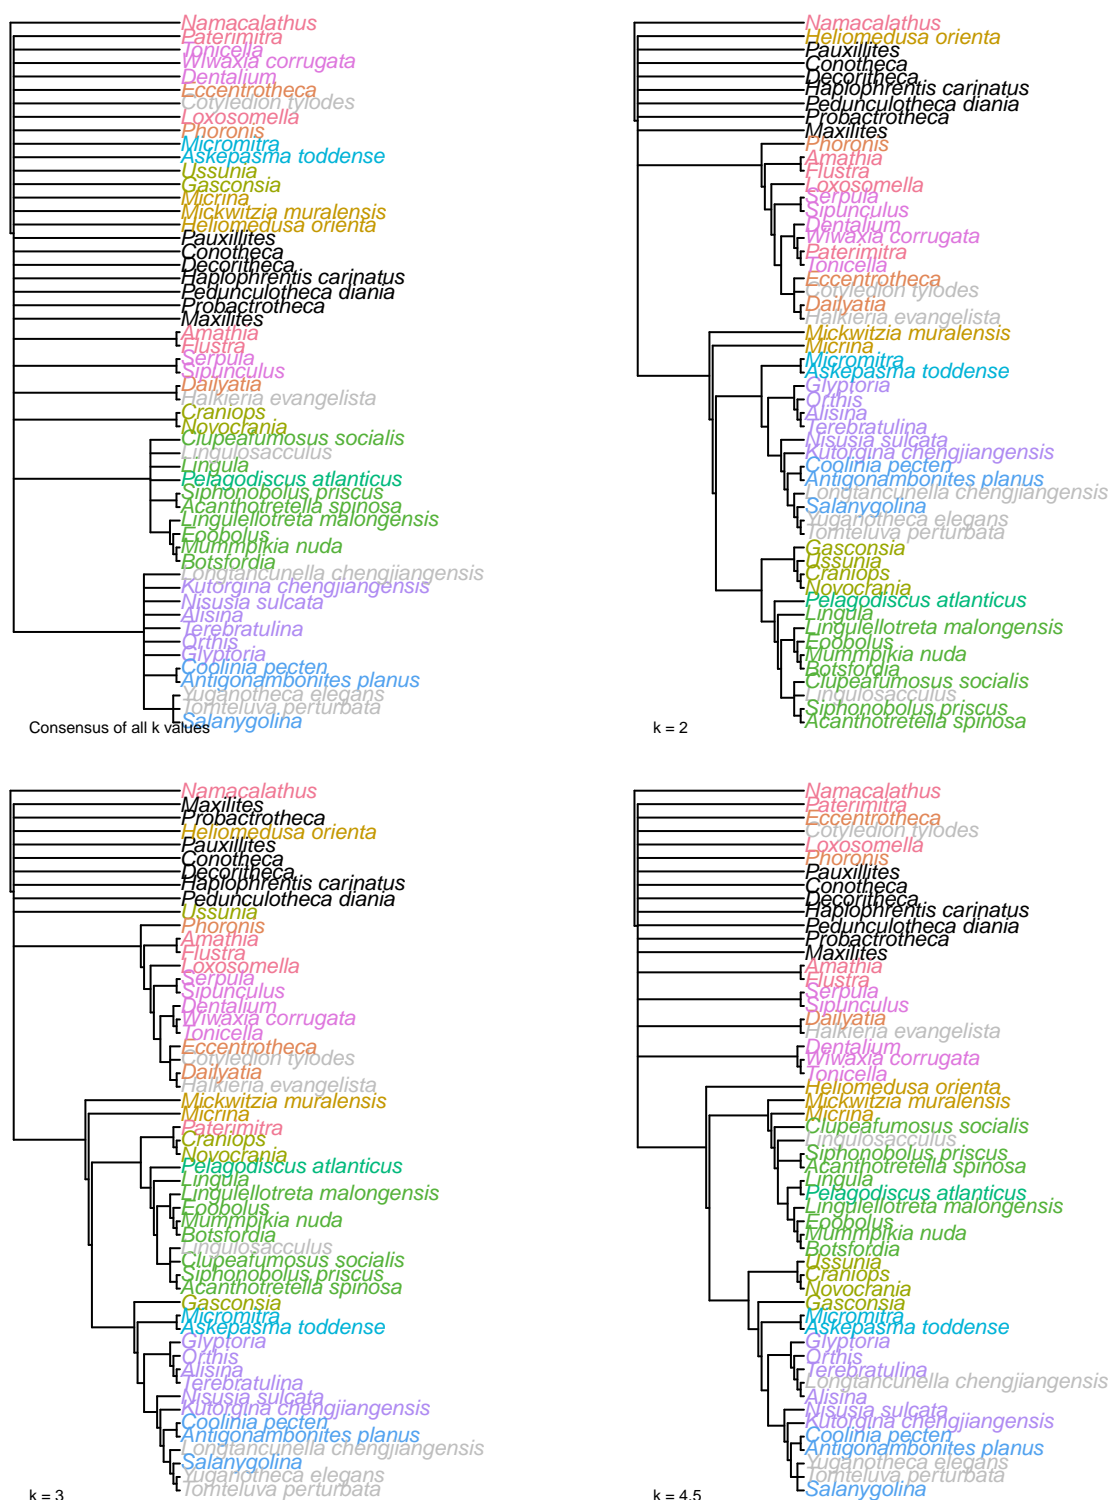 Namacalathus
Paterimitra
Tonicella
Wiwaxia corrugata
Dentalium
Eccentrotheca
Cotyledion tylodes
Loxosomella
Phoronis
Micromitra
Askepasma toddense
Ussunia
Gasconsia
Micrina
Mickwitzia muralensis
Heliomedusa orienta
Pauxillites
Conotheca
Decoritheca
Haplophrentis carinatus
Pedunculotheca diania
Probactrotheca
Maxilites
Amathia
Flustra
Serpula
Sipunculus
Dailyatia
Halkieria evangelista
Craniops
Novocrania
Clupeafumosus socialis
Lingulosacculus
Lingula
Pelagodiscus atlanticus
Siphonobolus priscus
Acanthotretella spinosa
Lingulellotreta malongensis
Eoobolus
Mummpikia nuda
Botsfordia
Longtancunella chengjiangensis
Kutorgina chengjiangensis
Nisusia sulcata
Alisina
Terebratulina
Orthis
Glyptoria
Coolinia pecten
Antigonambonites planus
Yuganotheca elegans
Tomteluva perturbata
Salanygolina
Consensus of all k values
Namacalathus
Heliomedusa orienta
Pauxillites
Conotheca
Decoritheca
Haplophrentis carinatus
Pedunculotheca diania
Probactrotheca
Maxilites
Phoronis
Amathia
Flustra
Loxosomella
Serpula
Sipunculus
Dentalium
Wiwaxia corrugata
Paterimitra
Tonicella
Eccentrotheca
Cotyledion tylodes
Dailyatia
Halkieria evangelista
Mickwitzia muralensis
Micrina
Micromitra
Askepasma toddense
Glyptoria
Orthis
Alisina
Terebratulina
Nisusia sulcata
Kutorgina chengjiangensis
Coolinia pecten
Antigonambonites planus
Longtancunella chengjiangensis
Salanygolina
Yuganotheca elegans
Tomteluva perturbata
Gasconsia
Ussunia
Craniops
Novocrania
Pelagodiscus atlanticus
Lingula
Lingulellotreta malongensis
Eoobolus
Mummpikia nuda
Botsfordia
Clupeafumosus socialis
Lingulosacculus
Siphonobolus priscus
Acanthotretella spinosa
k = 2
Namacalathus
Maxilites
Probactrotheca
Heliomedusa orienta
Pauxillites
Conotheca
Decoritheca
Haplophrentis carinatus
Pedunculotheca diania
Ussunia
Phoronis
Amathia
Flustra
Loxosomella
Serpula
Sipunculus
Dentalium
Wiwaxia corrugata
Tonicella
Eccentrotheca
Cotyledion tylodes
Dailyatia
Halkieria evangelista
Mickwitzia muralensis
Micrina
Paterimitra
Craniops
Novocrania
Pelagodiscus atlanticus
Lingula
Lingulellotreta malongensis
Eoobolus
Mummpikia nuda
Botsfordia
Lingulosacculus
Clupeafumosus socialis
Siphonobolus priscus
Acanthotretella spinosa
Gasconsia
Micromitra
Askepasma toddense
Glyptoria
Orthis
Alisina
Terebratulina
Nisusia sulcata
Kutorgina chengjiangensis
Coolinia pecten
Antigonambonites planus
Longtancunella chengjiangensis
Salanygolina
Yuganotheca elegans
Tomteluva perturbata
k = 3
Namacalathus
Paterimitra
Eccentrotheca
Cotyledion tylodes
Loxosomella
Phoronis
Pauxillites
Conotheca
Decoritheca
Haplophrentis carinatus
Pedunculotheca diania
Probactrotheca
Maxilites
Amathia
Flustra
Serpula
Sipunculus
Dailyatia
Halkieria evangelista
Dentalium
Wiwaxia corrugata
Tonicella
Heliomedusa orienta
Mickwitzia muralensis
Micrina
Clupeafumosus socialis
Lingulosacculus
Siphonobolus priscus
Acanthotretella spinosa
Lingula
Pelagodiscus atlanticus
Lingulellotreta malongensis
Eoobolus
Mummpikia nuda
Botsfordia
Ussunia
Craniops
Novocrania
Gasconsia
Micromitra
Askepasma toddense
Glyptoria
Orthis
Terebratulina
Longtancunella chengjiangensis
Alisina
Nisusia sulcata
Kutorgina chengjiangensis
Coolinia pecten
Antigonambonites planus
Yuganotheca elegans
Tomteluva perturbata
Salanygolina
k = 4.5